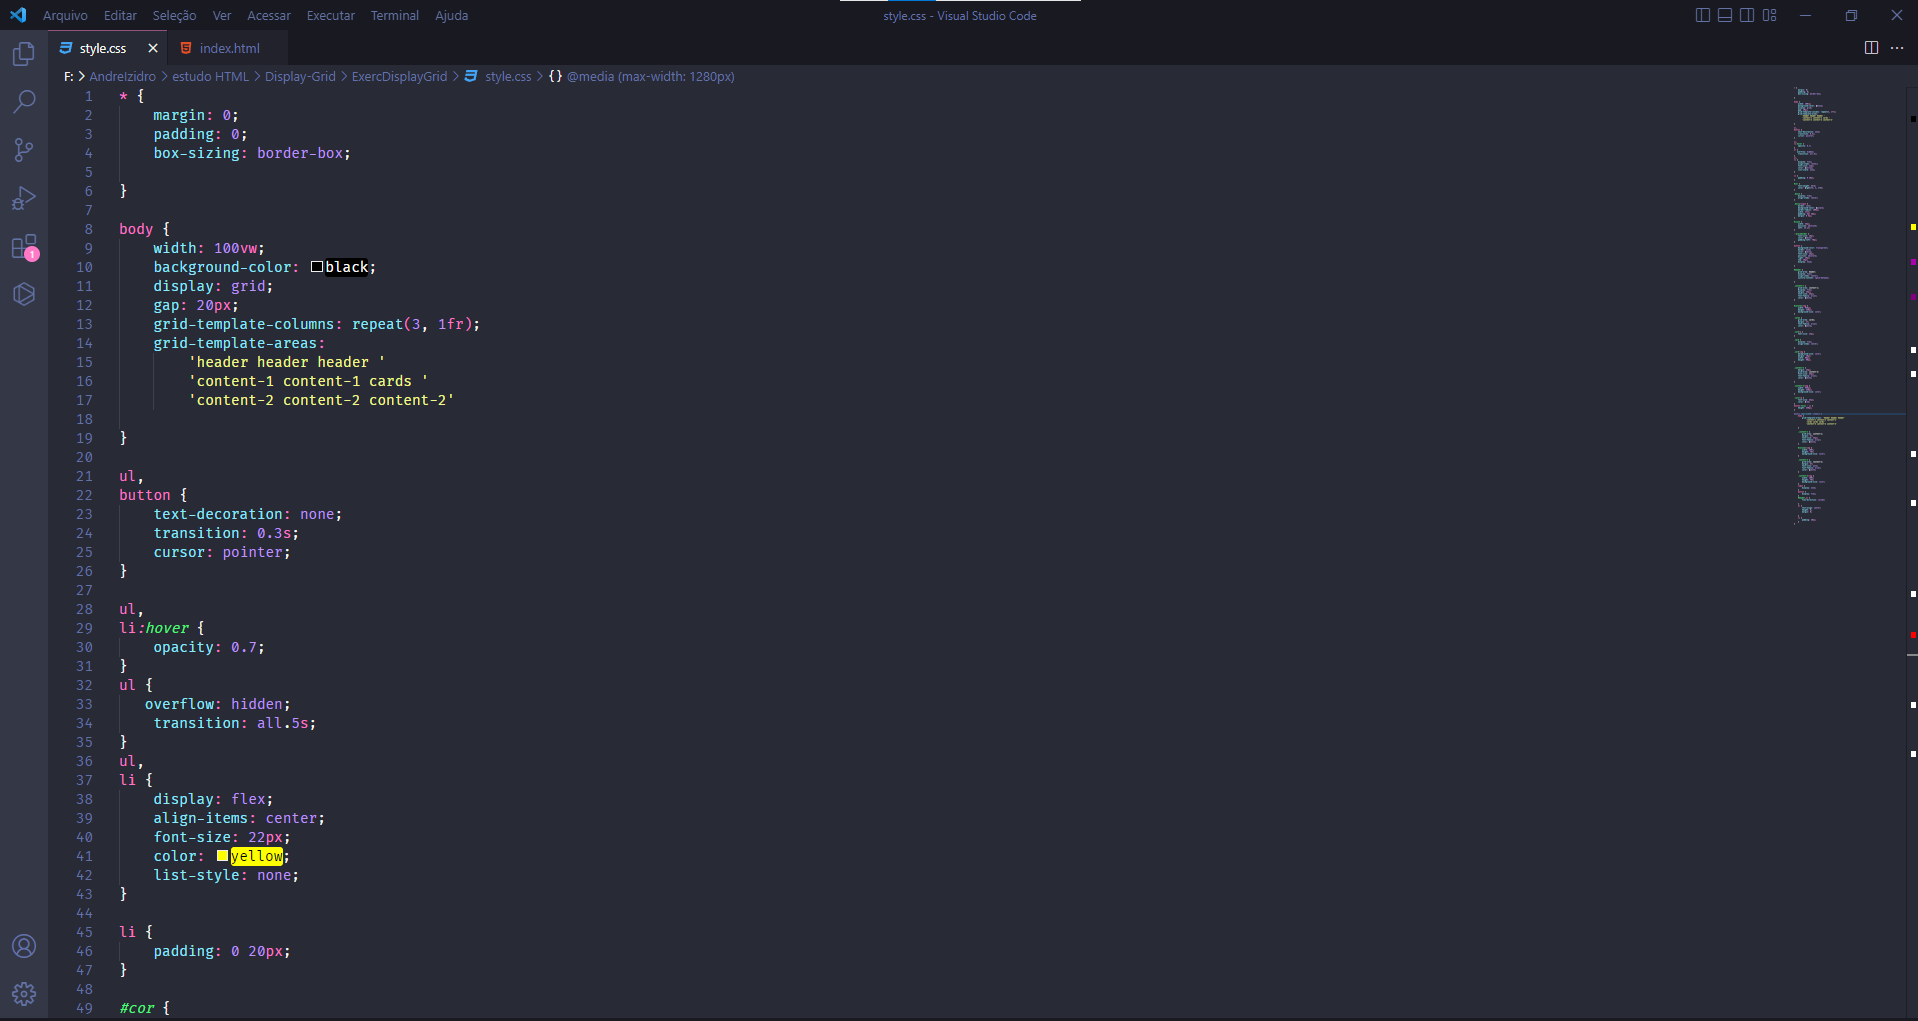 Arquivo Editar Seleção Ver Acessar Executar Terminal Ajuda style.css - Visual Studio Code
style.css index.html
F: > AndreIzidro > estudo HTML > Display-Grid > ExercDisplayGrid > style.css > {} @media (max-width: 1280px)
1 * {
2 margin: 0;
3 padding: 0;
4 box-sizing: border-box;
5
6 }
7
8 body {
9 width: 100vw;
10 background-color: black;
11 display: grid;
12 gap: 20px;
13 grid-template-columns: repeat(3, 1fr);
14 grid-template-areas:
15 'header header header '
16 'content-1 content-1 cards '
17 'content-2 content-2 content-2'
18
19 }
20
21 ul,
22 button {
23 text-decoration: none;
24 transition: 0.3s;
25 cursor: pointer;
26 }
27
28 ul,
29 li:hover {
30 opacity: 0.7;
31 }
32 ul {
33 overflow: hidden;
34 transition: all.5s;
35 }
36 ul,
37 li {
38 display: flex;
39 align-items: center;
40 font-size: 22px;
41 color: yellow;
42 list-style: none;
43 }
44
45 li {
46 padding: 0 20px;
47 }
48
49 #cor {
1